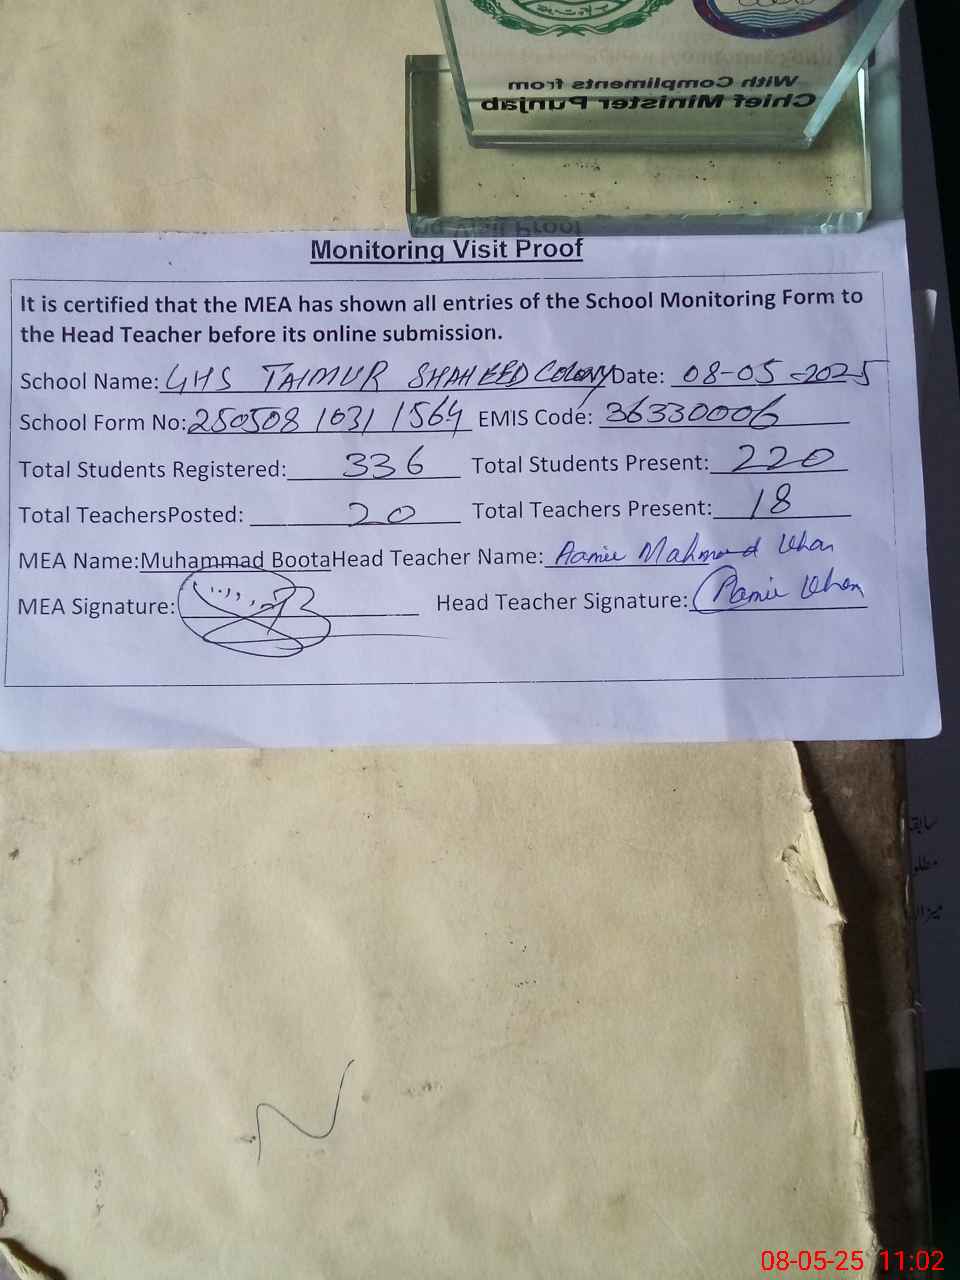 With Compliments from
Chief Minister Punjab
Monitoring Visit Proof
It is certified that the MEA has shown all entries of the School Monitoring Form to
the Head Teacher before its online submission.
School Name: GHS TAIMUR SHAHEED COLONY Date: 08-05-2025
School Form No: 250508 1031 1564 EMIS Code: 36330006
Total Students Registered: 336 Total Students Present: 220
Total TeachersPosted: 20 Total Teachers Present: 18
MEA Name: Muhammad Boota Head Teacher Name: Aamir Mahmood Khan
MEA Signature: Head Teacher Signature: Aamir Khan
سابقہ
08-05-25 11:02